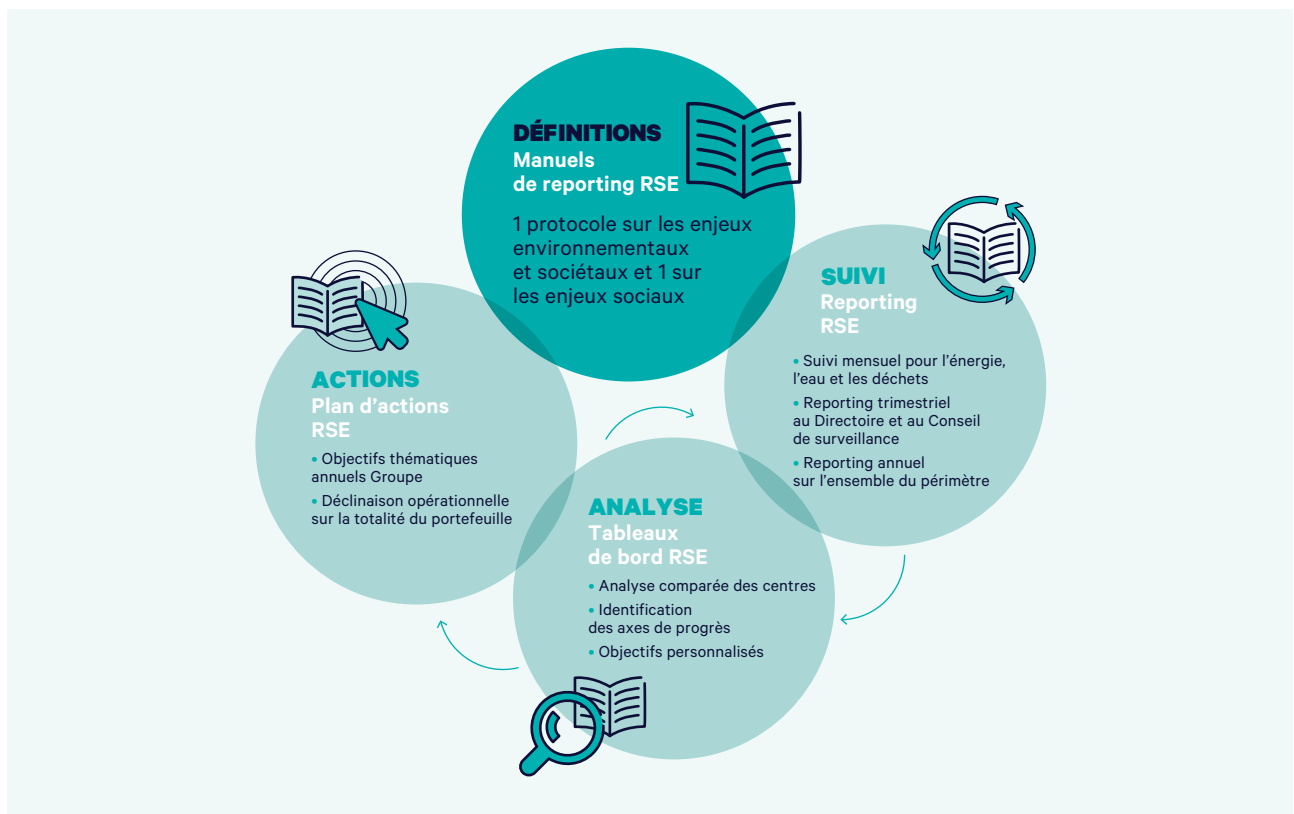 DÉFINITIONS
Manuels
de reporting RSE
1 protocole sur les enjeux
environnementaux
et sociétaux et 1 sur
les enjeux sociaux
SUIVI
Reporting
RSE
• Suivi mensuel pour l'énergie,
l'eau et les déchets
• Reporting trimestriel
au Directoire et au Conseil
de surveillance
• Reporting annuel
sur l'ensemble du périmètre
ANALYSE
Tableaux
de bord RSE
• Analyse comparée des centres
• Identification
des axes de progrès
• Objectifs personnalisés
ACTIONS
Plan d'actions
RSE
• Objectifs thématiques
annuels Groupe
• Déclinaison opérationnelle
sur la totalité du portefeuille